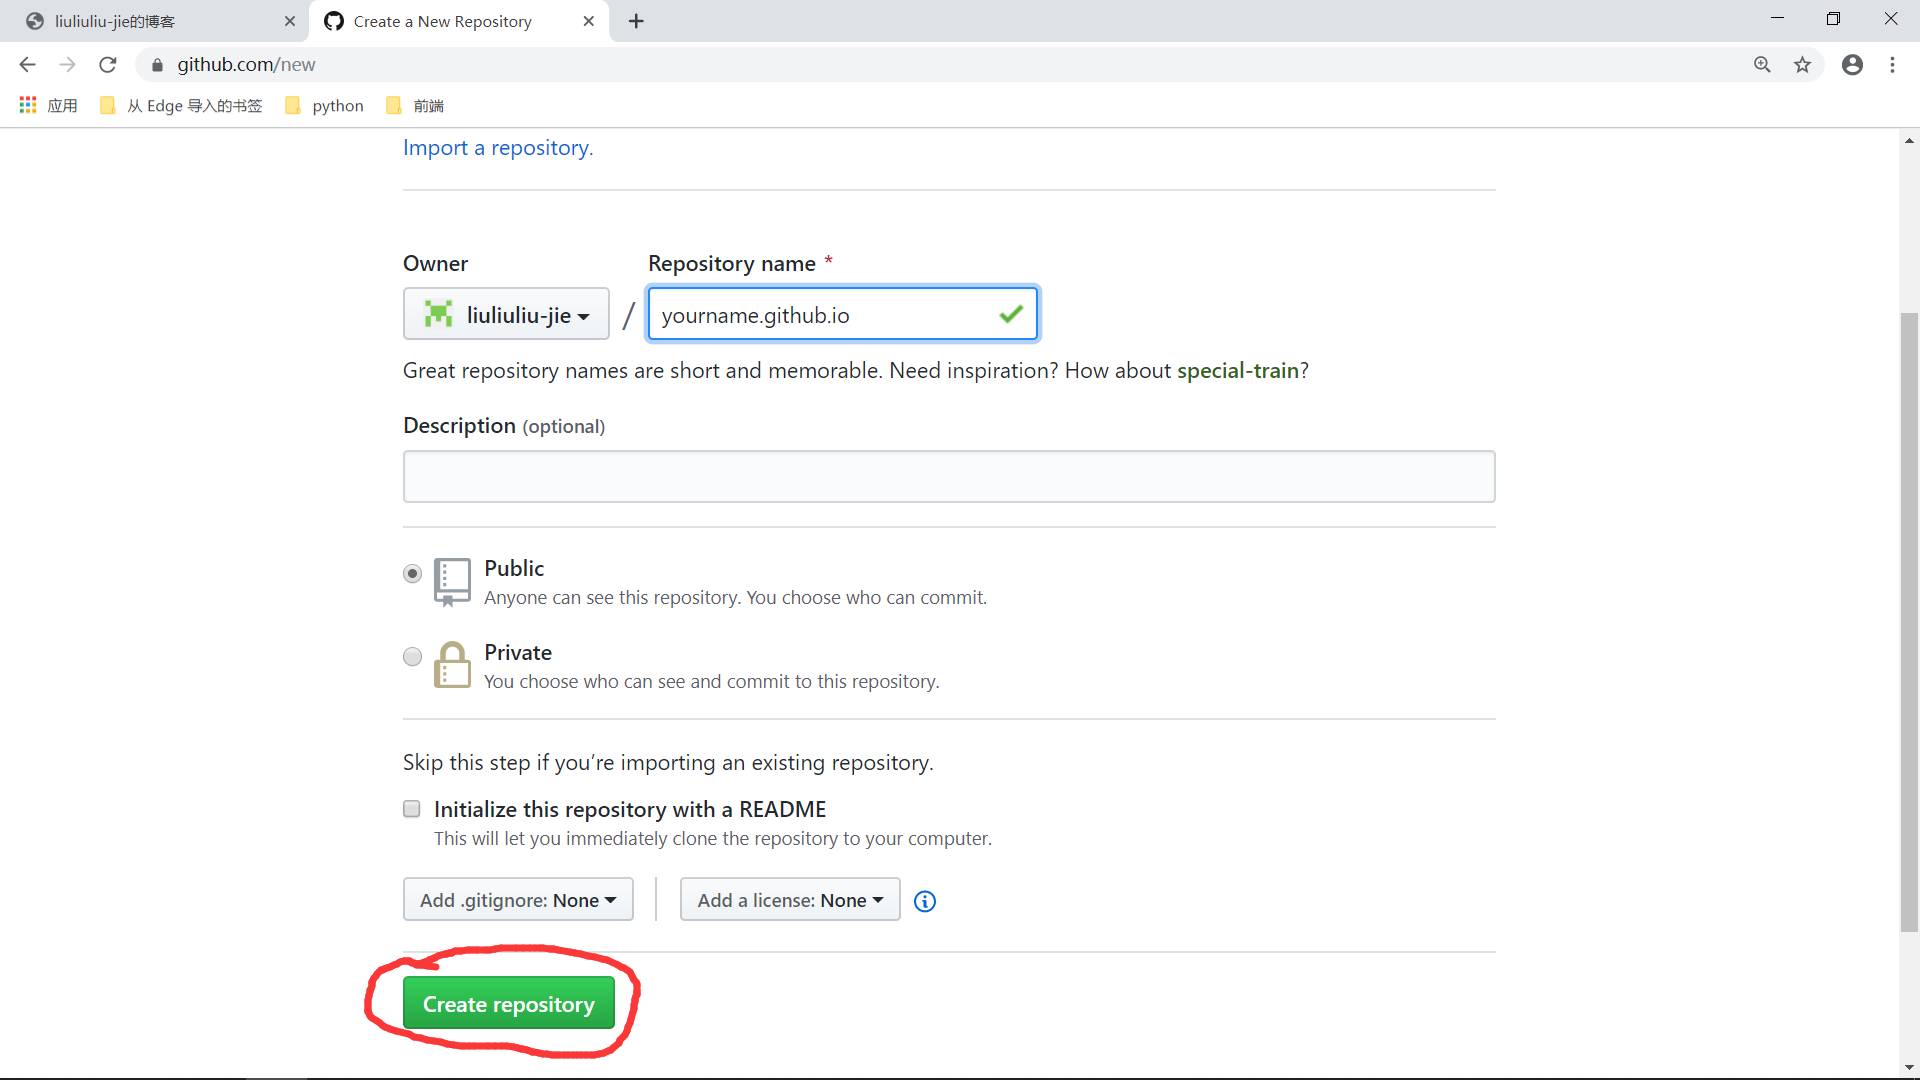 liuliuliu-jie的博客
Create a New Repository
github.com/new
应用
从 Edge 导入的书签
python
前端
Import a repository.
Owner
Repository name *
liuliuliu-jie / yourname.github.io
Great repository names are short and memorable. Need inspiration? How about special-train?
Description (optional)
Public
Anyone can see this repository. You choose who can commit.
Private
You choose who can see and commit to this repository.
Skip this step if you’re importing an existing repository.
Initialize this repository with a README
This will let you immediately clone the repository to your computer.
Add .gitignore: None
Add a license: None
Create repository